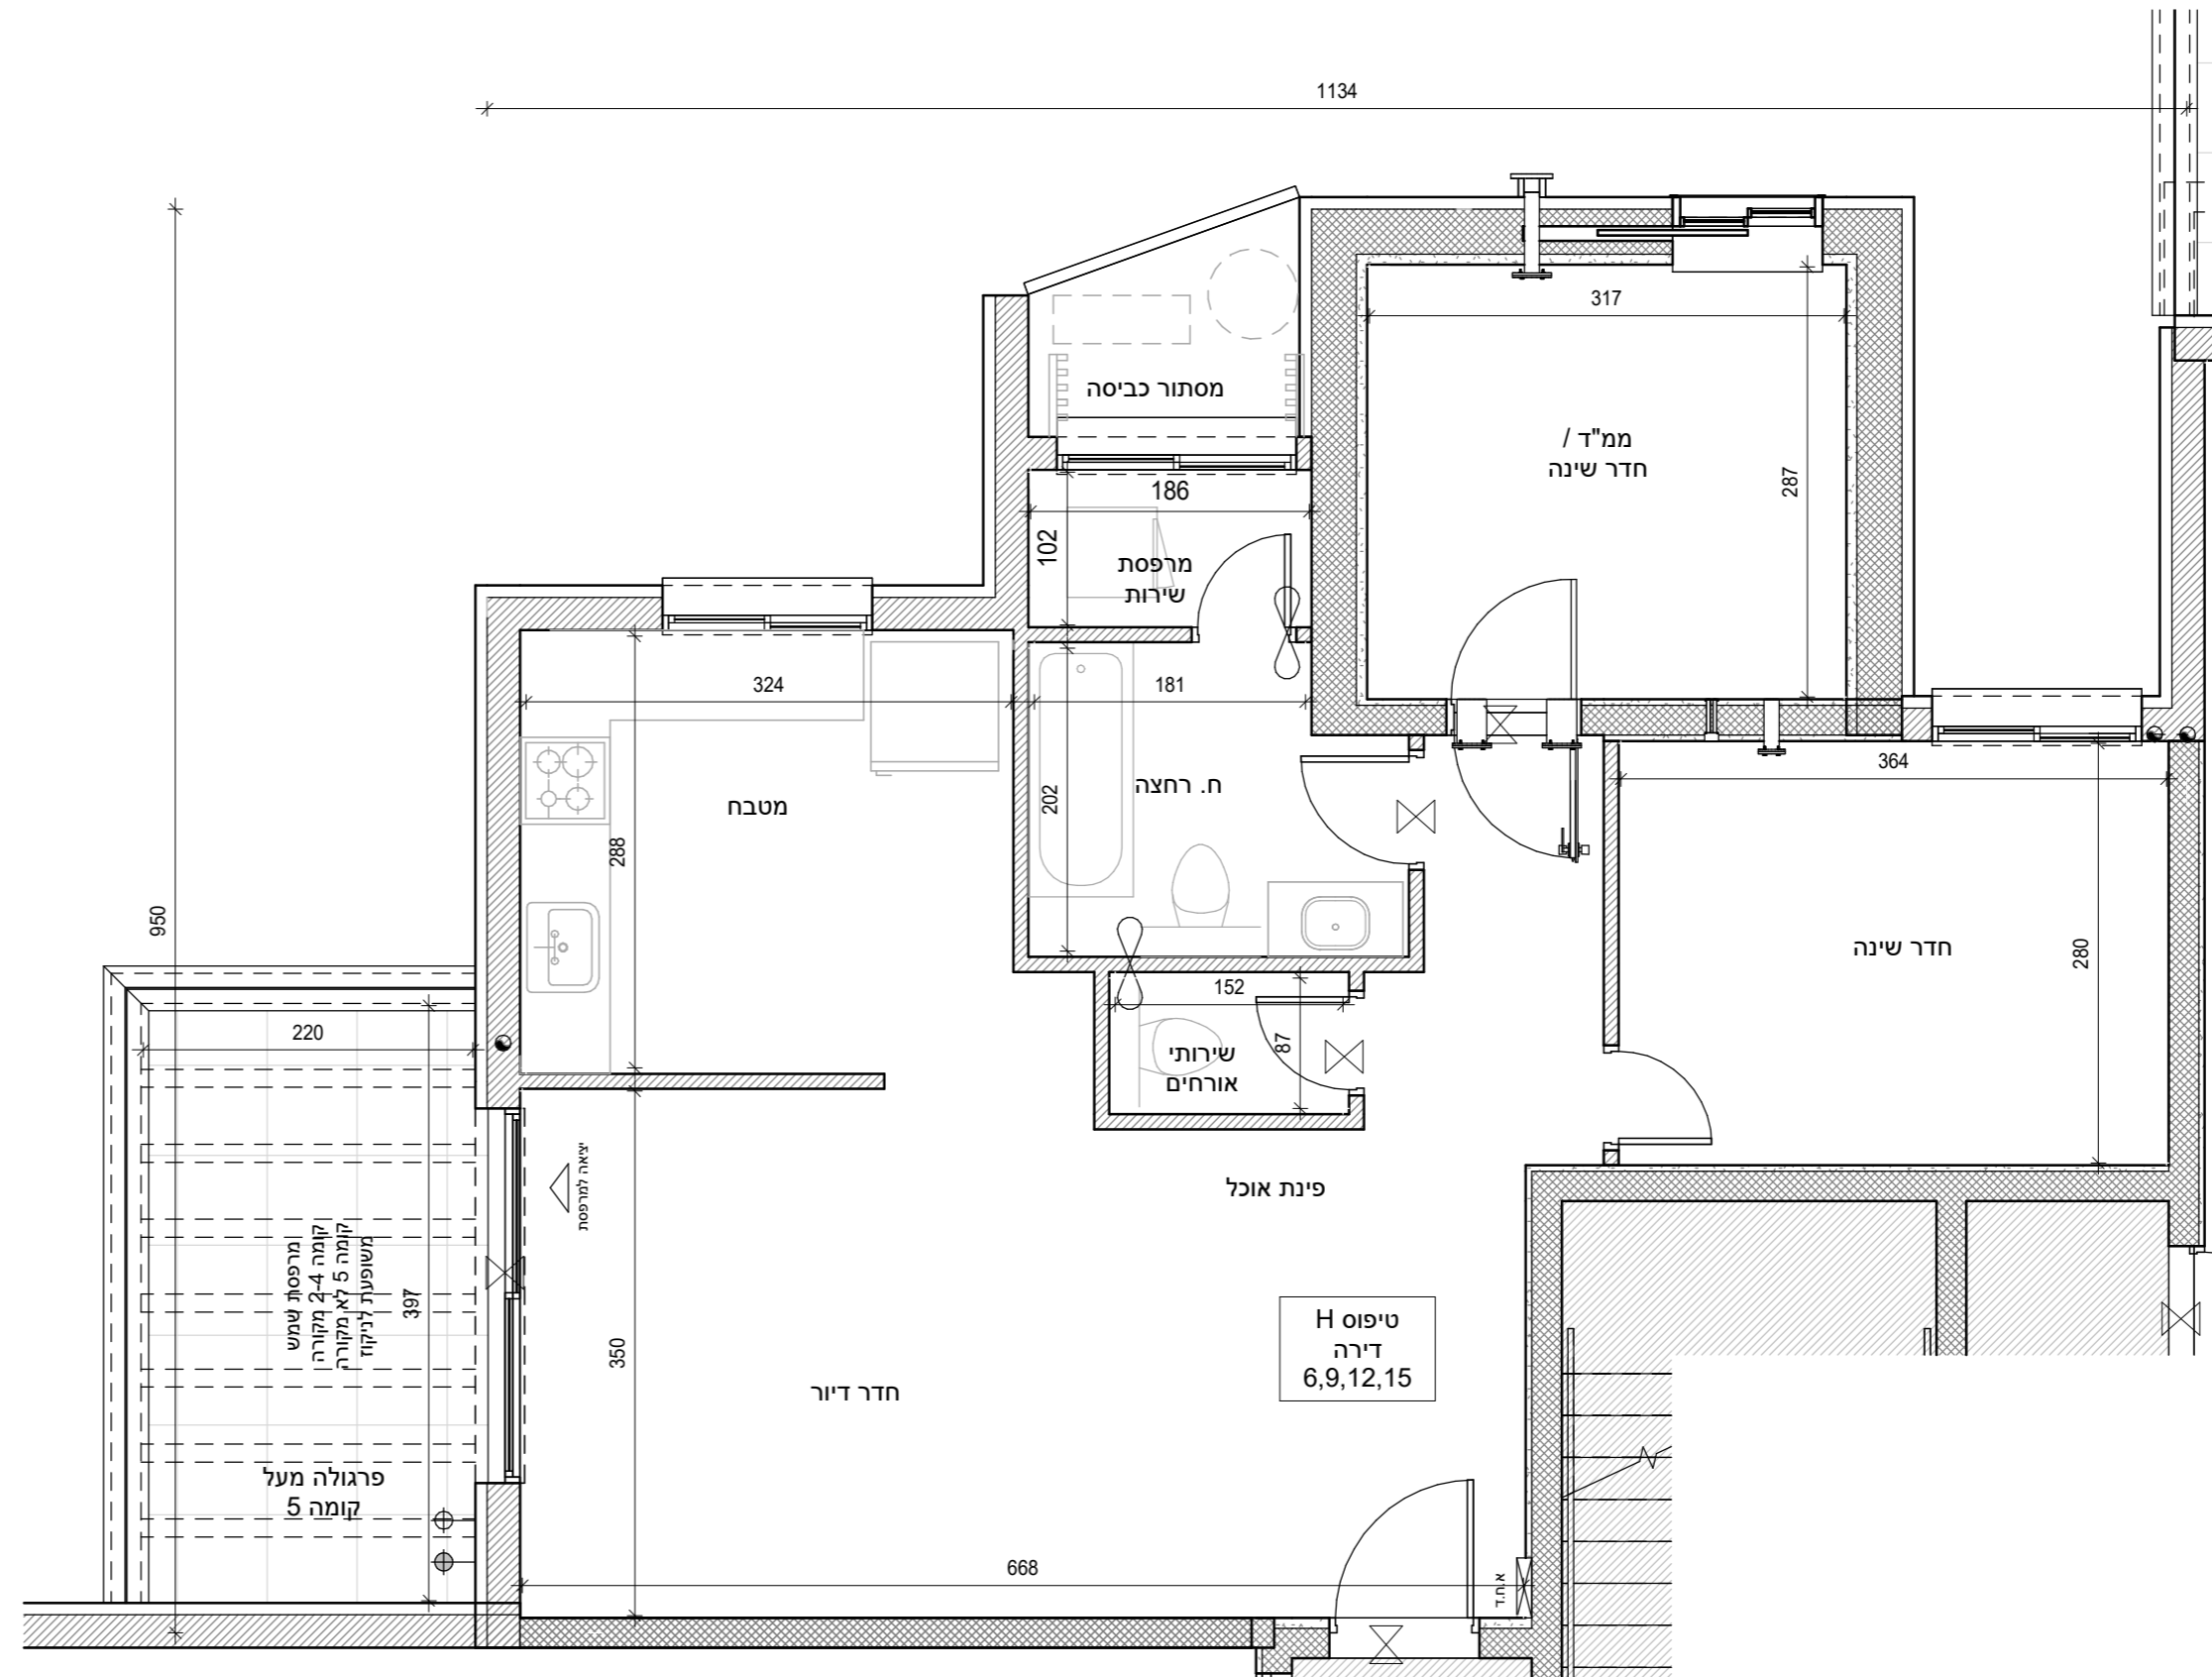 1134
317
מסתור כביסה
ממ"ד /
חדר שינה
287
186
102
מרפסת
שירות
324
181
364
ח. רחצה
202
מטבח
288
950
חדר שינה
280
152
87
שירותי
אורחים
220
יציאה למרפסת
פינת אוכל
מרפסת שמש
קומה 2-4 מקורה
קומה 5 לא מקורה
משופעת לניקוז
397
350
טיפוס H
דירה
6,9,12,15
חדר דיור
פרגולה מעל
קומה 5
668
א.ח.ד